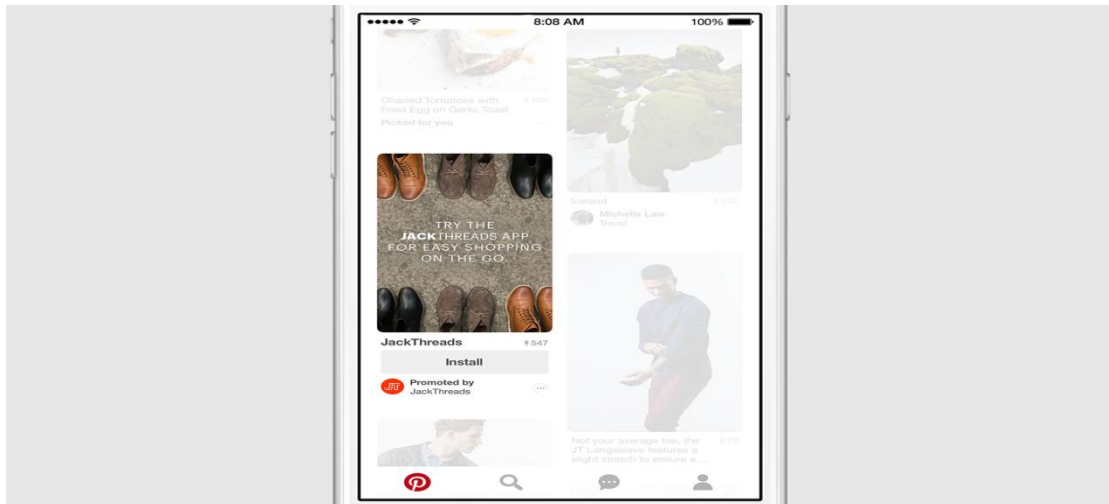 8:08 AM
100%
Charred Tomatoes with
Fried Egg on Garlic Toast
Picked for you
TRY THE
JACKTHREADS APP
FOR EASY SHOPPING
ON THE GO.
JackThreads
547
Install
JT
Promoted by
JackThreads
Iceland
Michelle Law
Travel
Not your average tee, the
JT Longsleeve features a
slight stretch to ensure a...
22